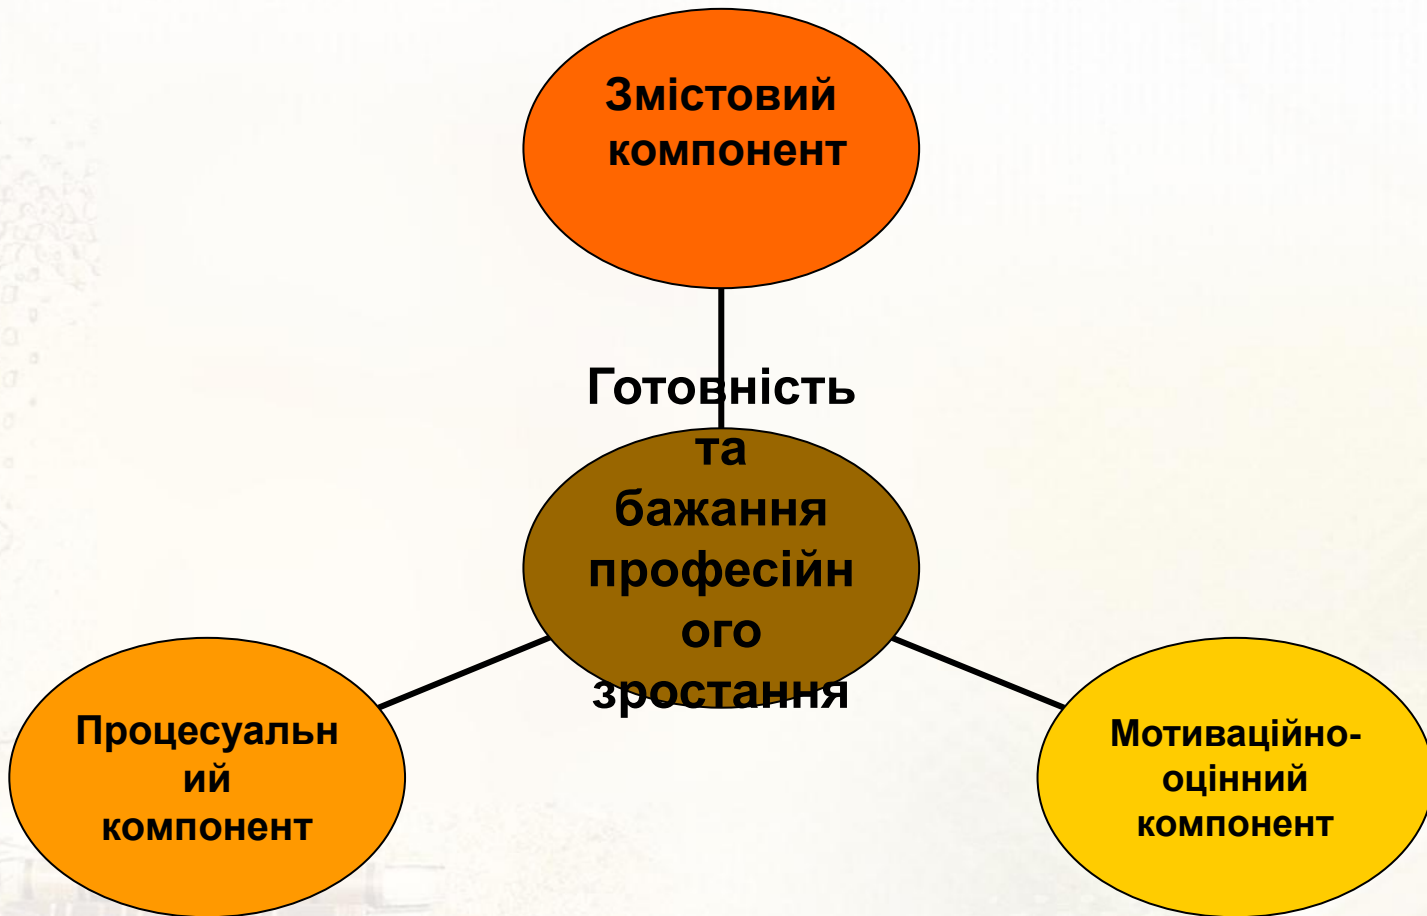 Змістовий
компонент
Готовність
та
бажання
професійн
ого
зростання
Процесуальн
ий
компонент
Мотиваційно-
оцінний
компонент